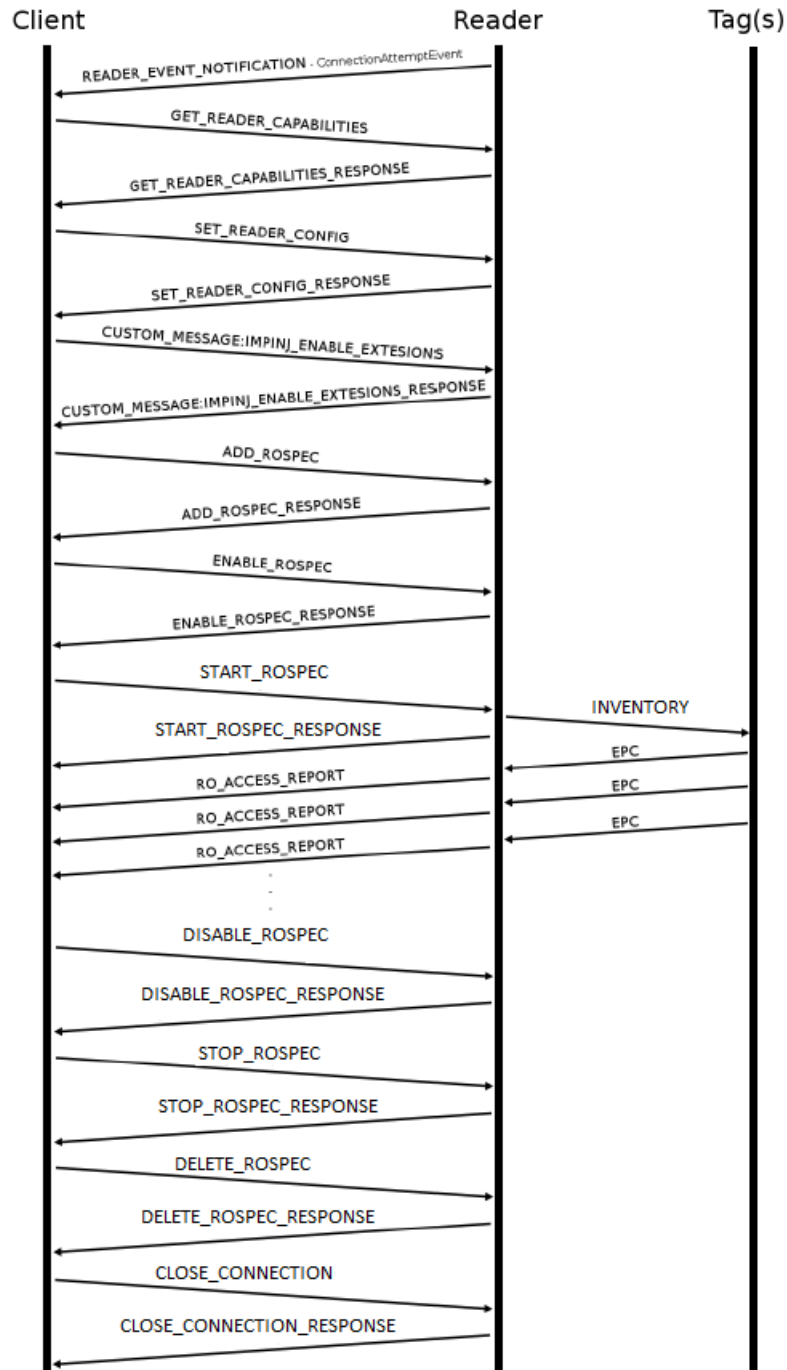 Client Reader Tag(s)
READER_EVENT_NOTIFICATION - ConnectionAttemptEvent
GET_READER_CAPABILITIES
GET_READER_CAPABILITIES_RESPONSE
SET_READER_CONFIG
SET_READER_CONFIG_RESPONSE
CUSTOM_MESSAGE:IMPINJ_ENABLE_EXTESIONS
CUSTOM_MESSAGE:IMPINJ_ENABLE_EXTESIONS_RESPONSE
ADD_ROSPEC
ADD_ROSPEC_RESPONSE
ENABLE_ROSPEC
ENABLE_ROSPEC_RESPONSE
START_ROSPEC
INVENTORY
START_ROSPEC_RESPONSE
EPC
RO_ACCESS_REPORT
EPC
RO_ACCESS_REPORT
EPC
RO_ACCESS_REPORT
DISABLE_ROSPEC
DISABLE_ROSPEC_RESPONSE
STOP_ROSPEC
STOP_ROSPEC_RESPONSE
DELETE_ROSPEC
DELETE_ROSPEC_RESPONSE
CLOSE_CONNECTION
CLOSE_CONNECTION_RESPONSE